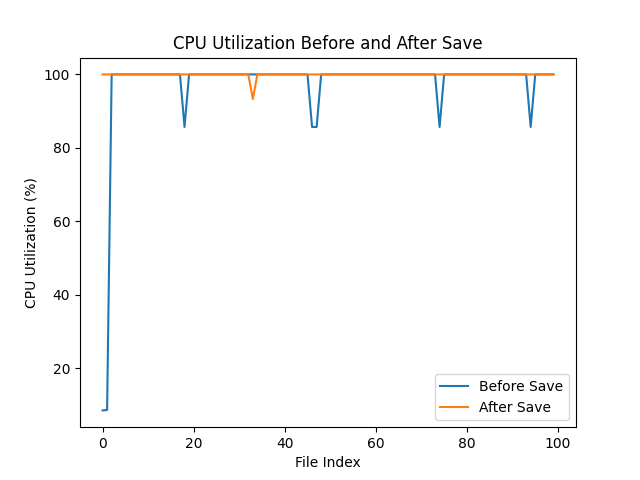 CPU Utilization Before and After Save
CPU Utilization (%)
100
80
60
40
20
0 20 40 60 80 100
File Index
Before Save
After Save